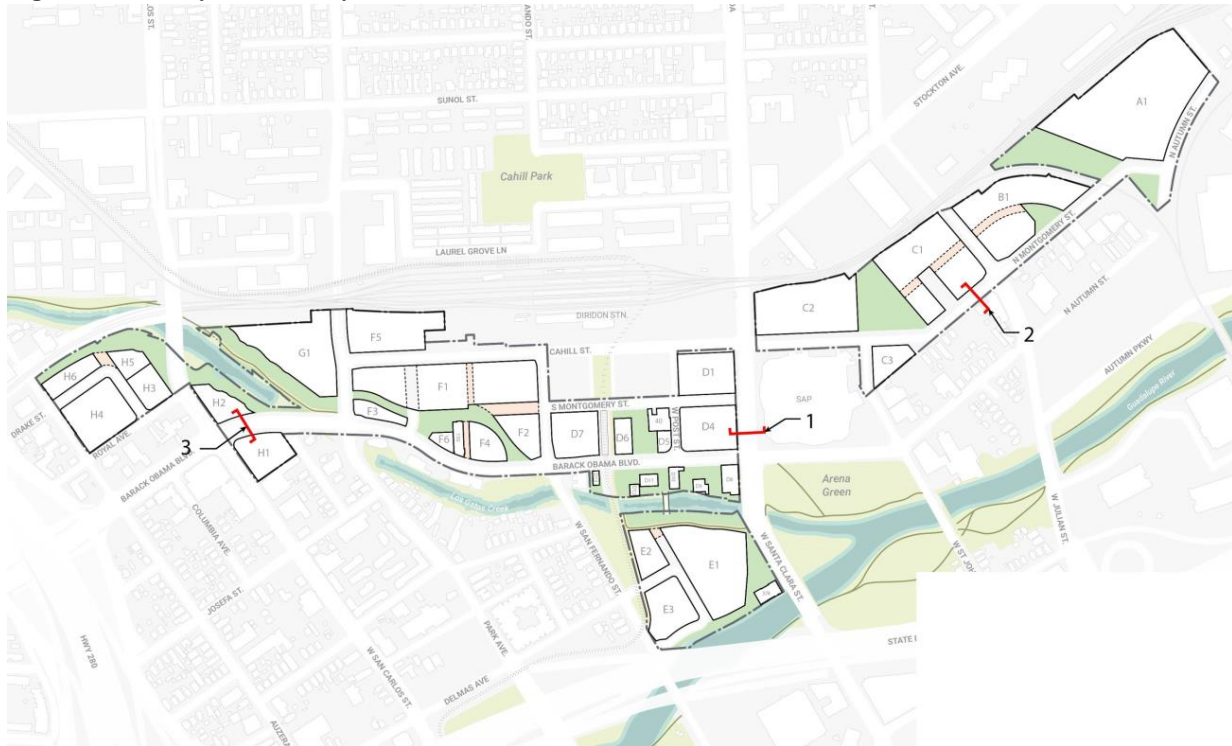 SUNOL ST.
STOCKTON AVE.
A1
N AUTUMN ST.
Cahill Park
B1
LAUREL GROVE LN
C1
N MONTGOMERY ST.
N AUTUMN ST.
DIRIDON STN.
C2
2
G1
F5
CAHILL ST.
AUTUMN PKWY
H6
H5
H3
H4
H2
F1
D1
C3
Guadalupe River
DRAKE ST.
ROYAL AVE.
F3
S MONTGOMERY ST.
W POST ST.
SAP
3
H1
F6
F4
F2
D7
D6
D5
D4
1
BARACK OBAMA BLVD.
BARACK OBAMA BLVD.
Arena
Green
Los Gatos Creek
COLUMBIA AVE.
W SAN FERNANDO ST.
E2
E1
E3
W SANTA CLARA ST.
W JULIAN ST.
JOSEFA ST.
PARK AVE.
HWY 280
W SAN CARLOS ST.
DELMAS AVE